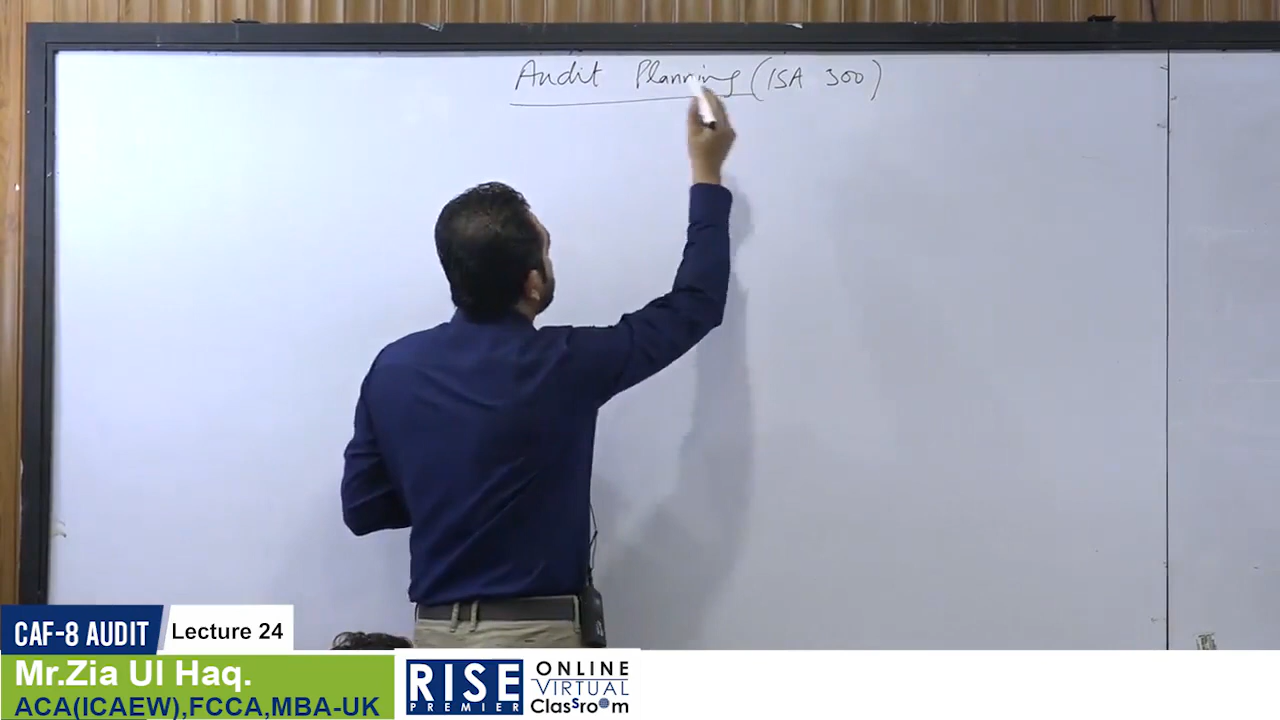 Audit Planning (ISA 300)
CAF-8 AUDIT Lecture 24
Mr.Zia Ul Haq.
ACA(ICAEW),FCCA,MBA-UK
RISE
PREMIER
ONLINE
VIRTUAL
Classroom